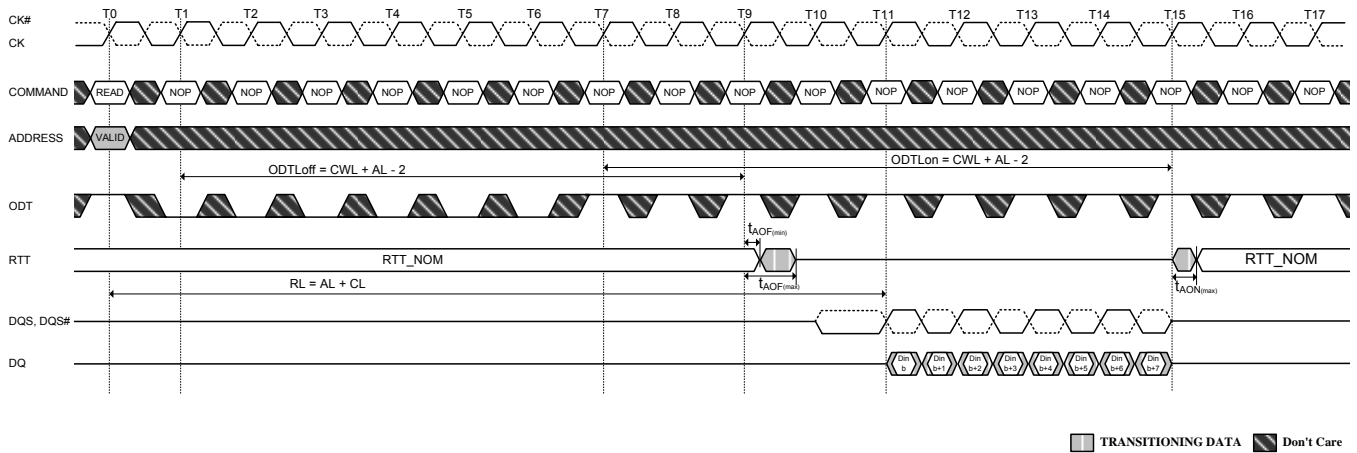 CK#
CK
T0 T1 T2 T3 T4 T5 T6 T7 T8 T9 T10 T11 T12 T13 T14 T15 T16 T17
COMMAND READ NOP NOP NOP NOP NOP NOP NOP NOP NOP NOP NOP NOP NOP NOP NOP NOP NOP
ADDRESS VALID
ODTLoff = CWL + AL - 2
ODTLon = CWL + AL - 2
ODT
tAOF(min)
RTT RTT_NOM RTT_NOM
tAOF(max)
tAON(max)
RL = AL + CL
DQS, DQS#
DQ Din b Din b+1 Din b+2 Din b+3 Din b+4 Din b+5 Din b+6 Din b+7
TRANSITIONING DATA Don't Care